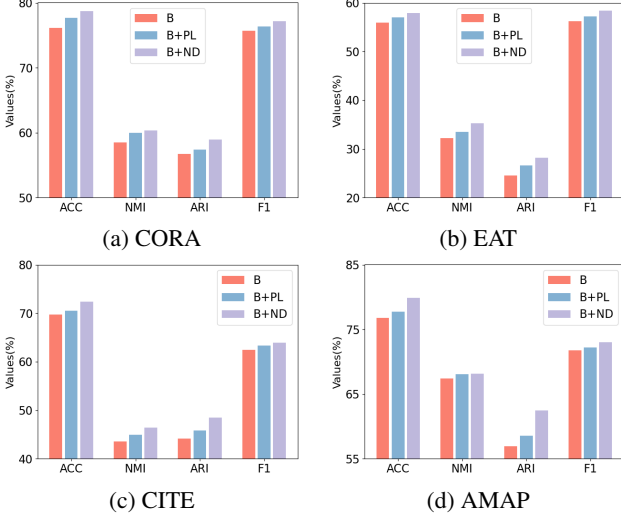 80
70
60
50
Values(%)
B
B+PL
B+ND
ACC
NMI
ARI
F1
(a) CORA
60
50
40
30
20
Values(%)
B
B+PL
B+ND
ACC
NMI
ARI
F1
(b) EAT
80
70
60
50
40
Values(%)
B
B+PL
B+ND
ACC
NMI
ARI
F1
(c) CITE
85
75
65
55
Values(%)
B
B+PL
B+ND
ACC
NMI
ARI
F1
(d) AMAP